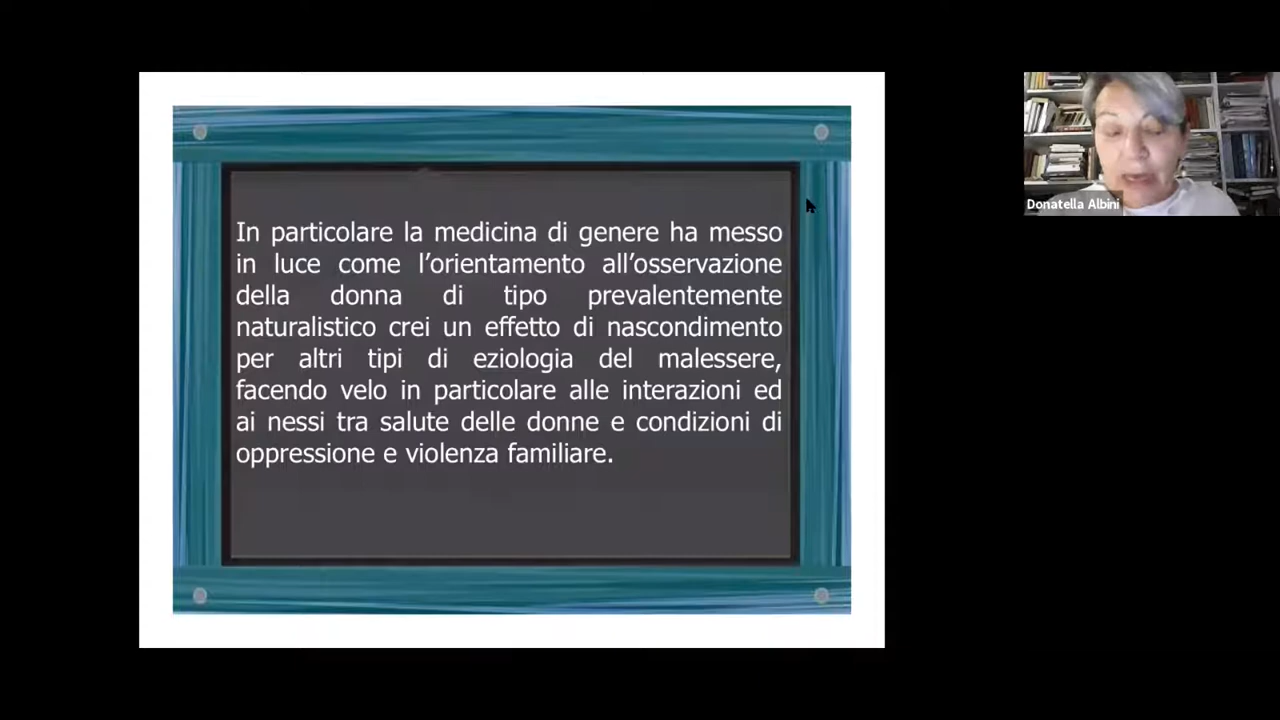 In particolare la medicina di genere ha messo
in luce come l’orientamento all’osservazione
della donna di tipo prevalentemente
naturalistico crei un effetto di nascondimento
per altri tipi di eziologia del malessere,
facendo velo in particolare alle interazioni ed
ai nessi tra salute delle donne e condizioni di
oppressione e violenza familiare.
Donatella Albini